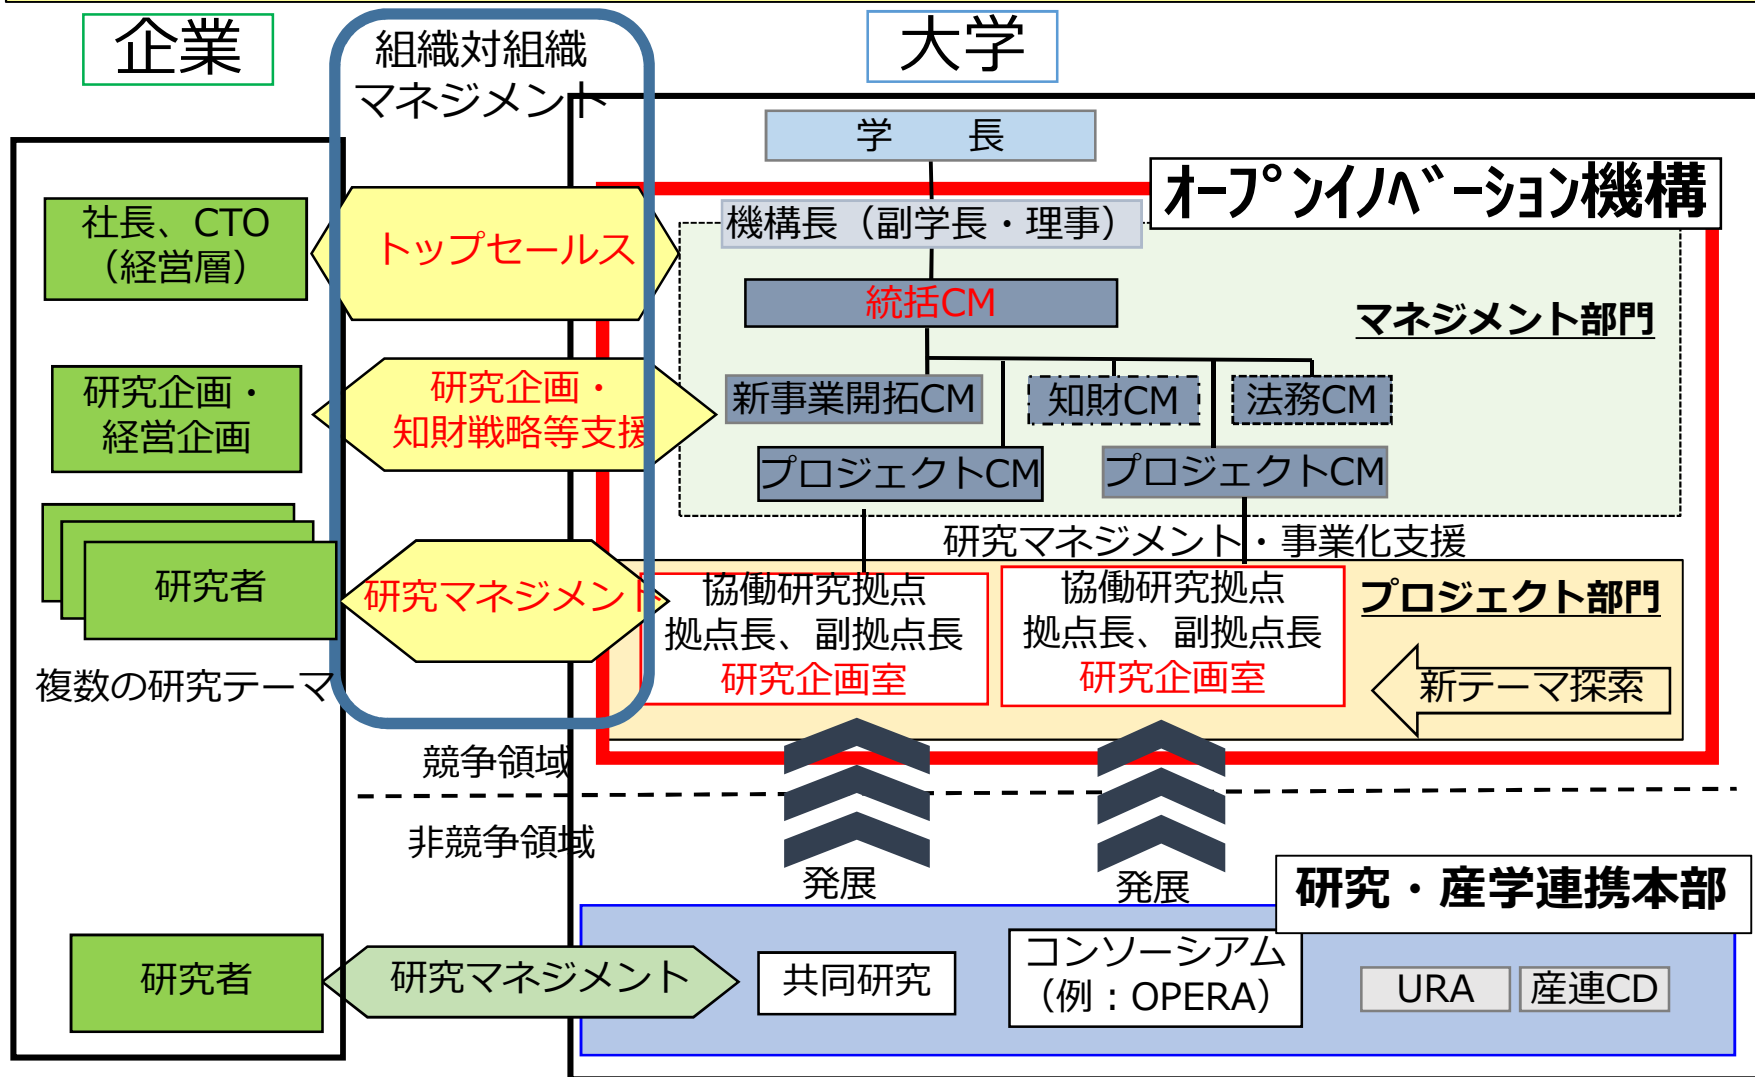 企業
組織対組織
マネジメント
大学
学　　長
オープンイノベーション機構
機構長（副学長・理事）
社長、CTO
（経営層）
トップセールス
統括CM
マネジメント部門
研究企画・
経営企画
研究企画・
知財戦略等支援
新事業開拓CM
知財CM
法務CM
プロジェクトCM
プロジェクトCM
研究マネジメント・事業化支援
研究者
研究マネジメント
協働研究拠点
拠点長、副拠点長
研究企画室
協働研究拠点
拠点長、副拠点長
研究企画室
プロジェクト部門
新テーマ探索
複数の研究テーマ
競争領域
非競争領域
発展
発展
研究・産学連携本部
研究者
研究マネジメント
共同研究
コンソーシアム
（例：OPERA）
URA
産連CD